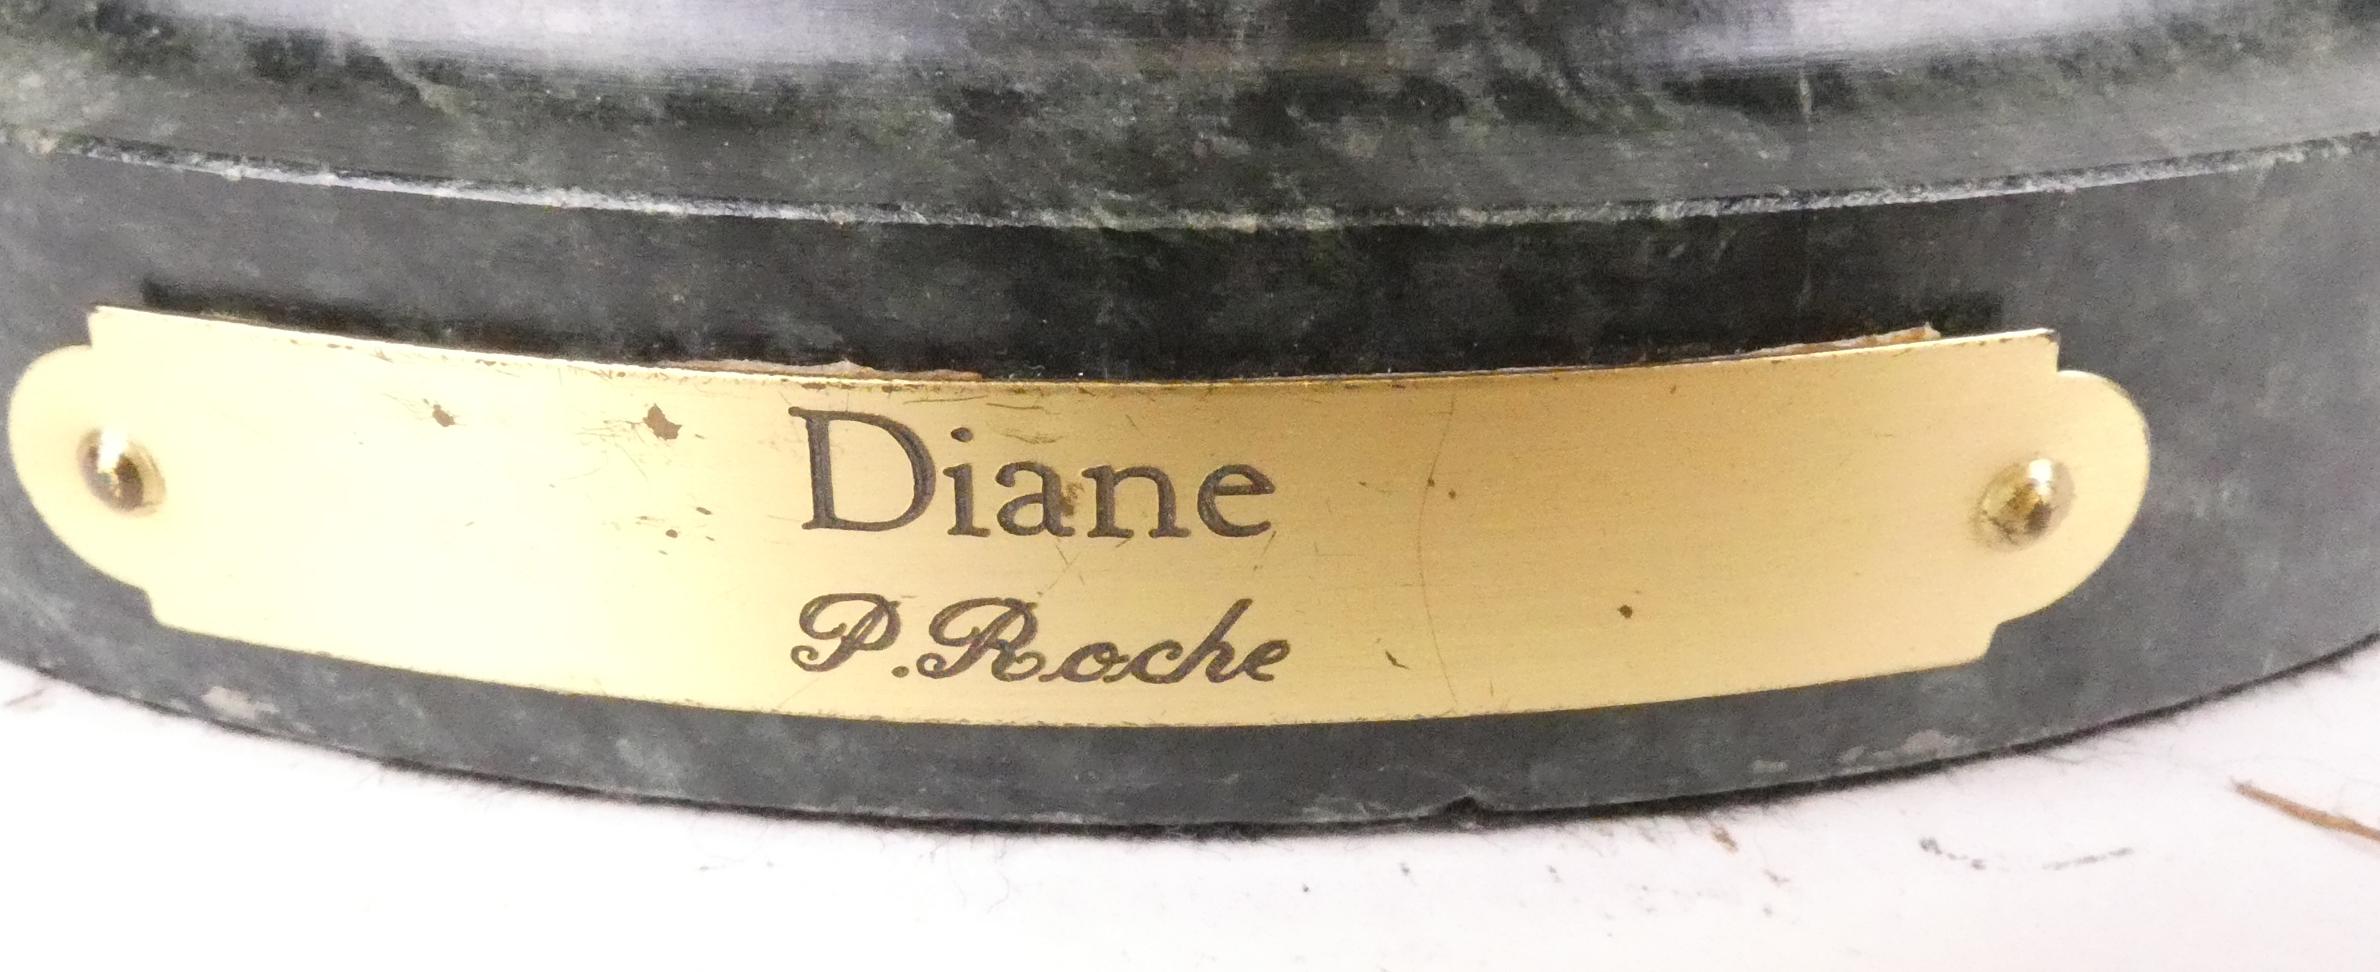 Diane
P. Roche